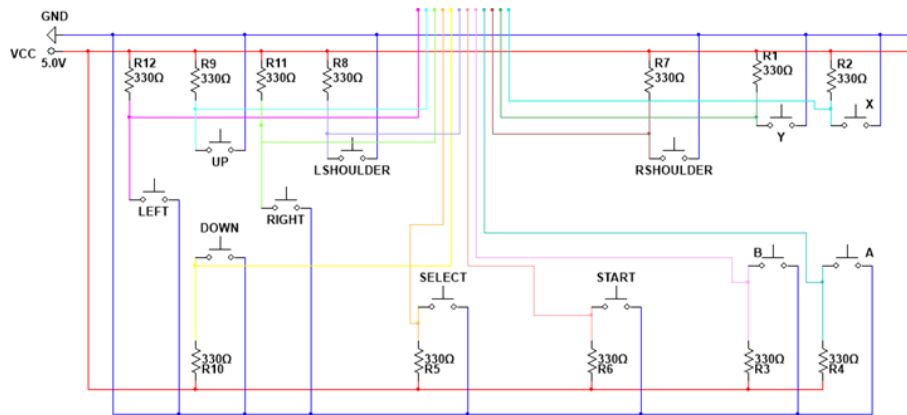 GND
VCC
5.0V
R12
330Ω
R9
330Ω
R11
330Ω
R8
330Ω
R7
330Ω
R1
330Ω
R2
330Ω
X
Y
UP
LSHOULDER
RSHOULDER
LEFT
RIGHT
DOWN
B
A
SELECT
START
330Ω
R10
330Ω
R5
330Ω
R6
330Ω
R3
330Ω
R4